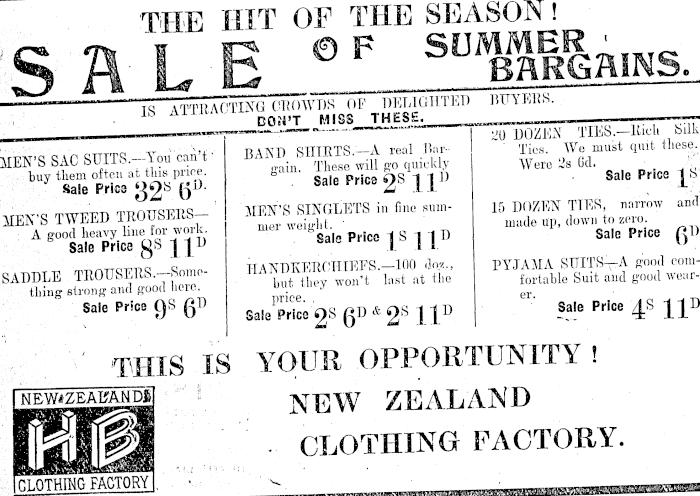 THE HIT OF THE SEASON!
SALE OF SUMMER
BARGAINS.
IS ATTRACTING CROWDS OF DELIGHTED BUYERS.
DON'T MISS THESE.
MEN'S SAC SUITS.—You can't
buy them often at this price.
Sale Price 32S 6D.
MEN'S TWEED TROUSERS—
A good heavy line for work.
Sale Price 8S 11D
SADDLE TROUSERS.—Some-
thing strong and good here.
Sale Price 9S 6D
BAND SHIRTS.—A real Bar-
gain. These will go quickly
Sale Price 2S 11D
MEN'S SINGLETS in fine sum-
mer weight.
Sale Price 1S 11D
HANDKERCHIEFS.—100 doz.,
but they won't last at the
price.
Sale Price 2S 6D & 2S 11D
20 DOZEN TIES.—Rich Silk
Ties. We must quit these.
Were 2s 6d.
Sale Price 1S
15 DOZEN TIES, narrow and
made up, down to zero.
Sale Price 6D
PYJAMA SUITS—A good com-
fortable Suit and good wear-
er.
Sale Price 4S 11D
THIS IS YOUR OPPORTUNITY!
NEW ZEALAND
HB
CLOTHING FACTORY
NEW ZEALAND
CLOTHING FACTORY.